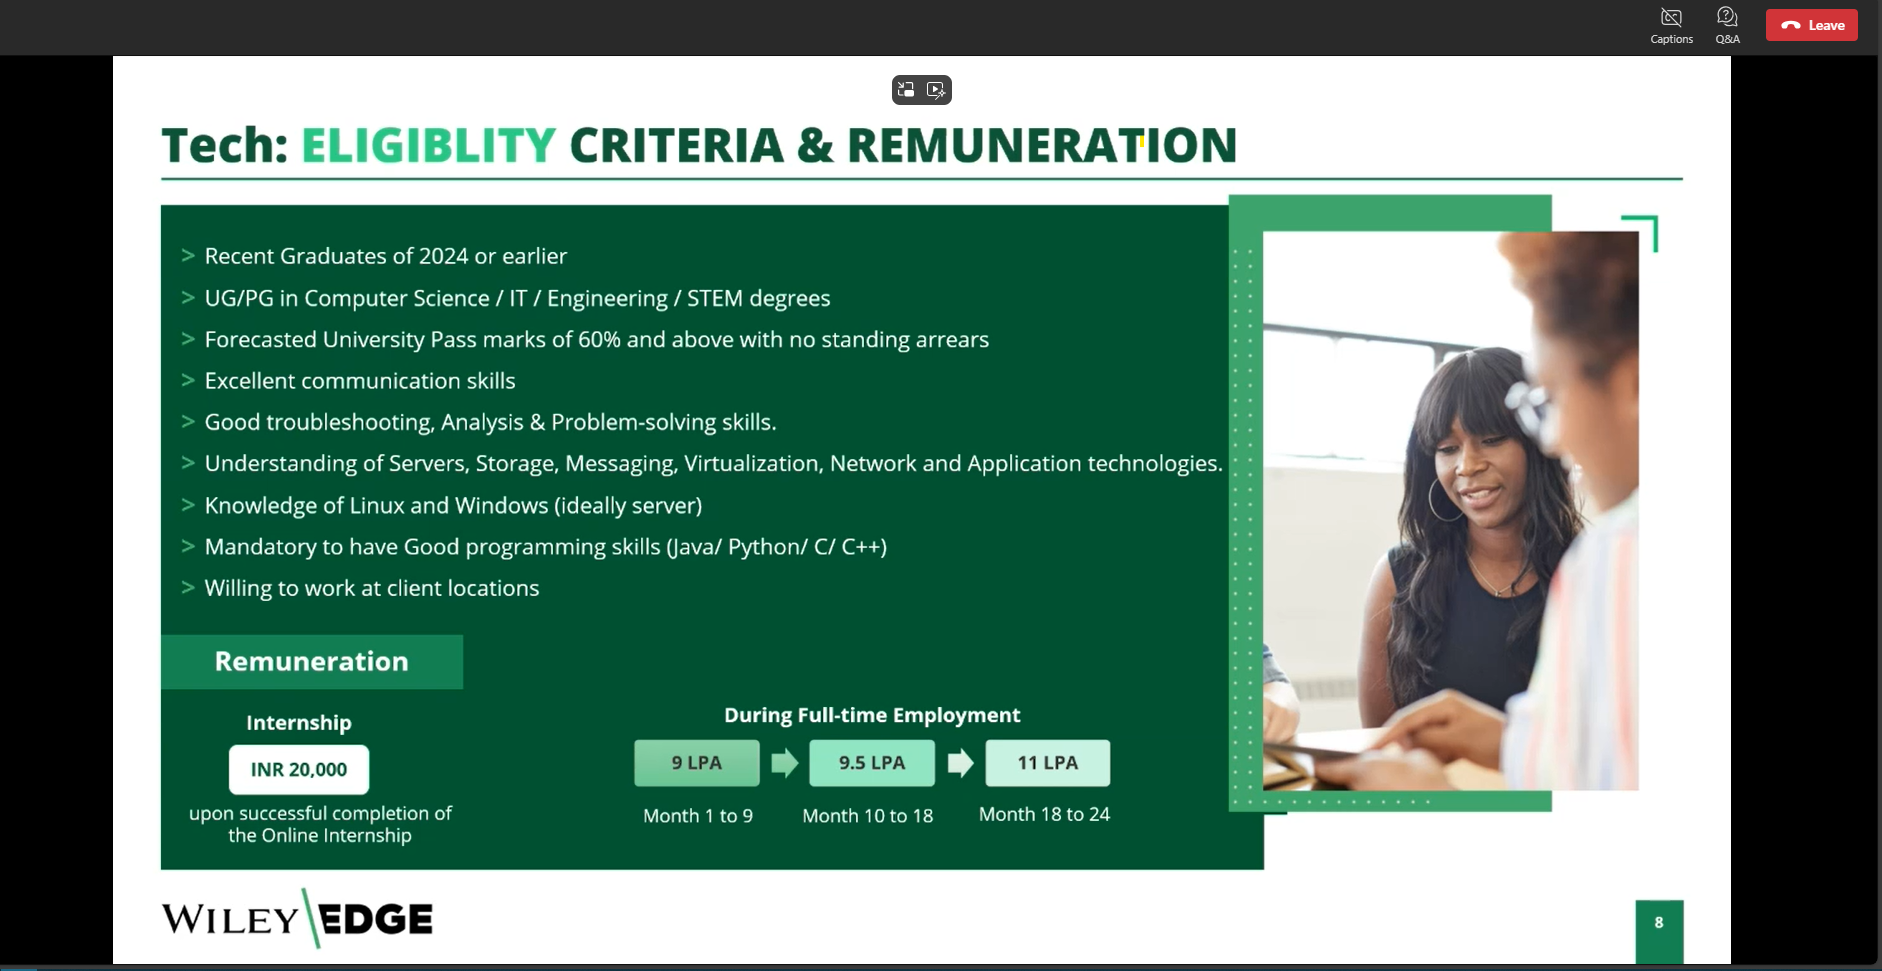 Captions
Q&A
Leave
Tech: ELIGIBLITY CRITERIA & REMUNERATION
> Recent Graduates of 2024 or earlier
> UG/PG in Computer Science / IT / Engineering / STEM degrees
> Forecasted University Pass marks of 60% and above with no standing arrears
> Excellent communication skills
> Good troubleshooting, Analysis & Problem-solving skills.
> Understanding of Servers, Storage, Messaging, Virtualization, Network and Application technologies.
> Knowledge of Linux and Windows (ideally server)
> Mandatory to have Good programming skills (Java/ Python/ C/ C++)
> Willing to work at client locations
Remuneration
Internship
INR 20,000
upon successful completion of
the Online Internship
During Full-time Employment
9 LPA
9.5 LPA
11 LPA
Month 1 to 9
Month 10 to 18
Month 18 to 24
WILEY EDGE
8